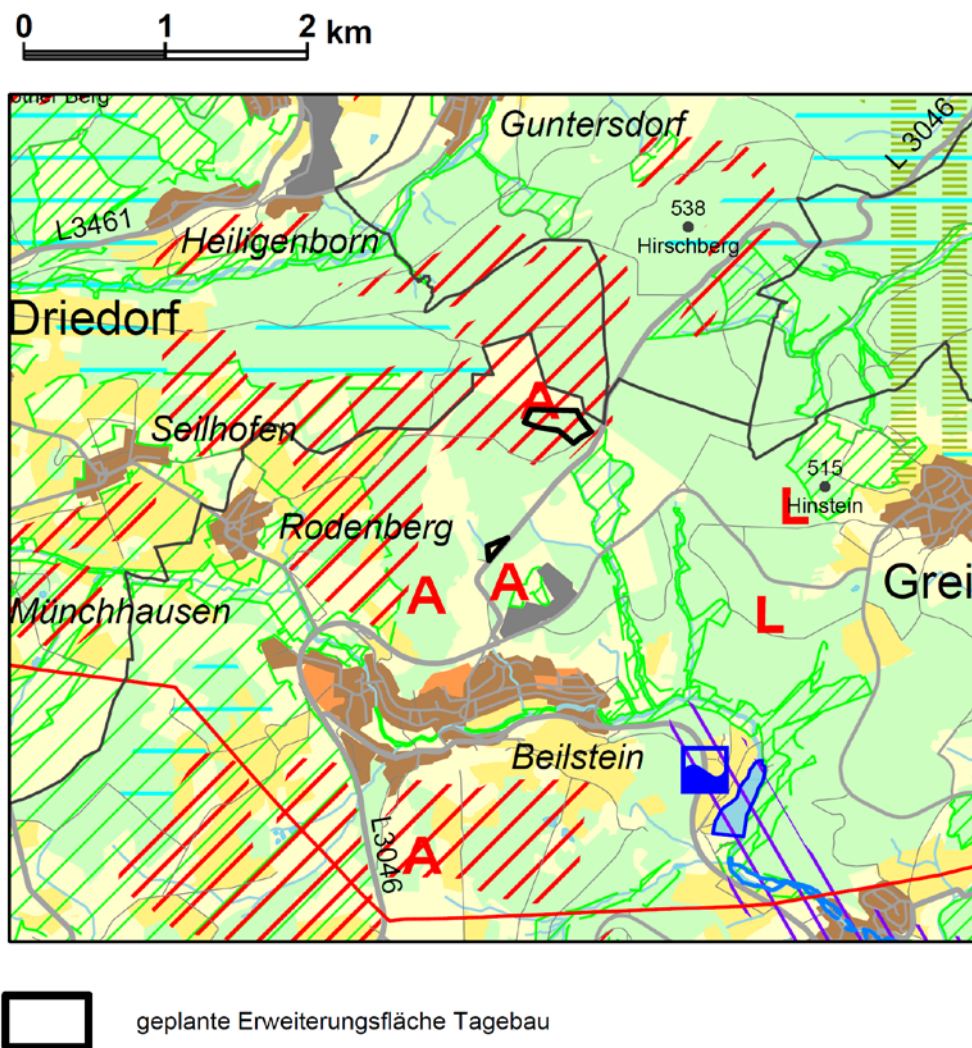 0 1 2 km
Guntersdorf
L 3046
L3461
538
Hirschberg
Heiligenborn
Driedorf
A
Seilhofen
515
Hinstein
L
Rodenberg
A
A
Grei
Münchhausen
L
Beilstein
L3046
A
geplante Erweiterungsfläche Tagebau